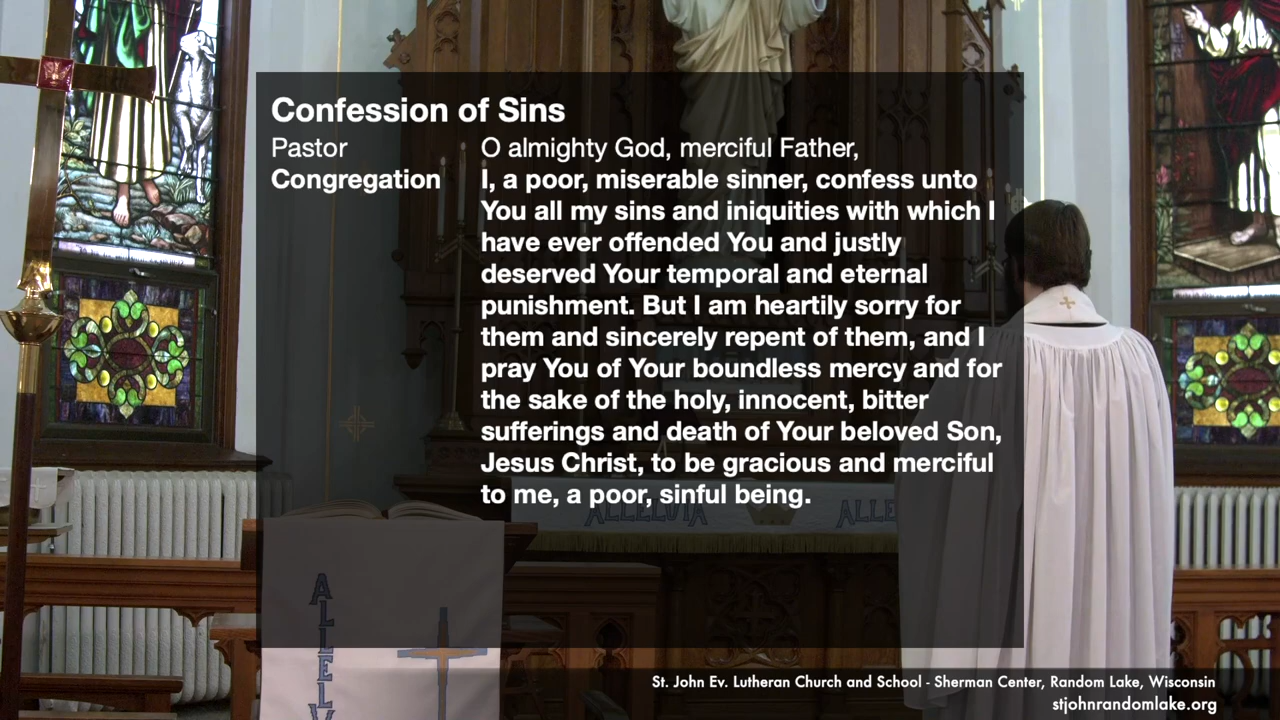 Confession of Sins
Pastor O almighty God, merciful Father,
Congregation I, a poor, miserable sinner, confess unto
You all my sins and iniquities with which I
have ever offended You and justly
deserved Your temporal and eternal
punishment. But I am heartily sorry for
them and sincerely repent of them, and I
pray You of Your boundless mercy and for
the sake of the holy, innocent, bitter
sufferings and death of Your beloved Son,
Jesus Christ, to be gracious and merciful
to me, a poor, sinful being.
ALLELUIA ALLE
ALLELV
St. John Ev. Lutheran Church and School - Sherman Center, Random Lake, Wisconsin
stjohnrandomlake.org